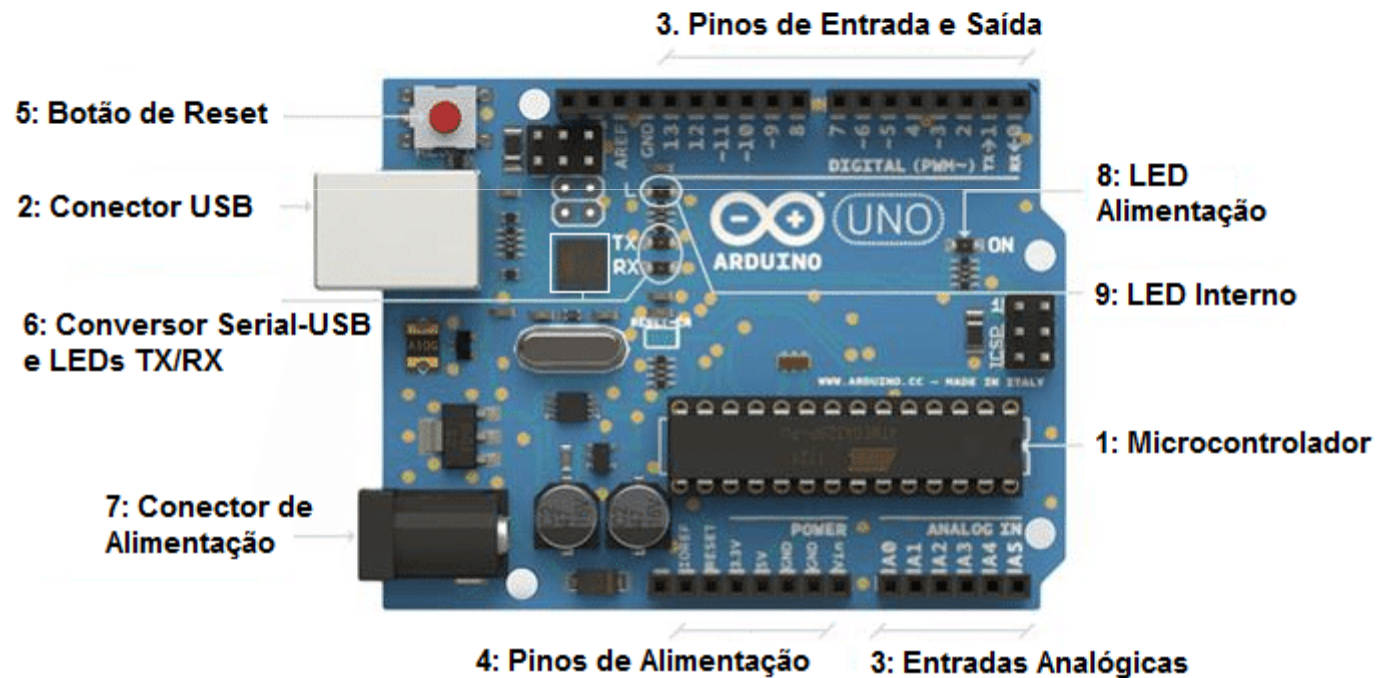 3. Pinos de Entrada e Saída
5: Botão de Reset
2: Conector USB
6: Conversor Serial-USB
e LEDs TX/RX
7: Conector de
Alimentação
AREF
GND
13
12
~11
~10
~9
8
7
~6
~5
4
~3
2
TX→1
RX←0
DIGITAL (PWM~)
L
TX
RX
ARDUINO
UNO
ON
ICSP
WWW.ARDUINO.CC - MADE IN ITALY
8: LED
Alimentação
9: LED Interno
1: Microcontrolador
POWER
ANALOG IN
IOREF
RESET
3.3V
5V
GND
GND
Vin
A0
A1
A2
A3
A4
A5
4: Pinos de Alimentação
3: Entradas Analógicas